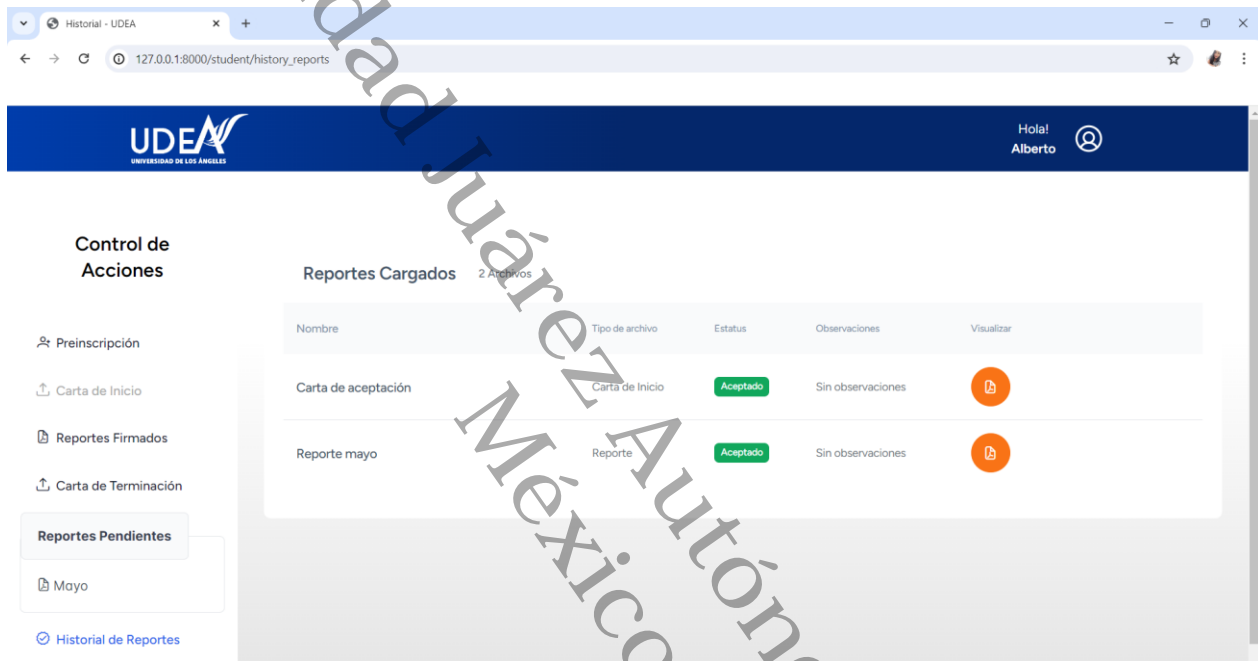 Historial - UDEA
127.0.0.1:8000/student/history_reports
UDEA
UNIVERSIDAD DE LOS ÁNGELES
Hola!
Alberto
Control de
Acciones
Preinscripción
Carta de Inicio
Reportes Firmados
Carta de Terminación
Reportes Pendientes
Mayo
Historial de Reportes
Reportes Cargados 2 Archivos
Nombre Tipo de archivo Estatus Observaciones Visualizar
Carta de aceptación Carta de Inicio Aceptado Sin observaciones
Reporte mayo Reporte Aceptado Sin observaciones
dad Juárez Autóno
México